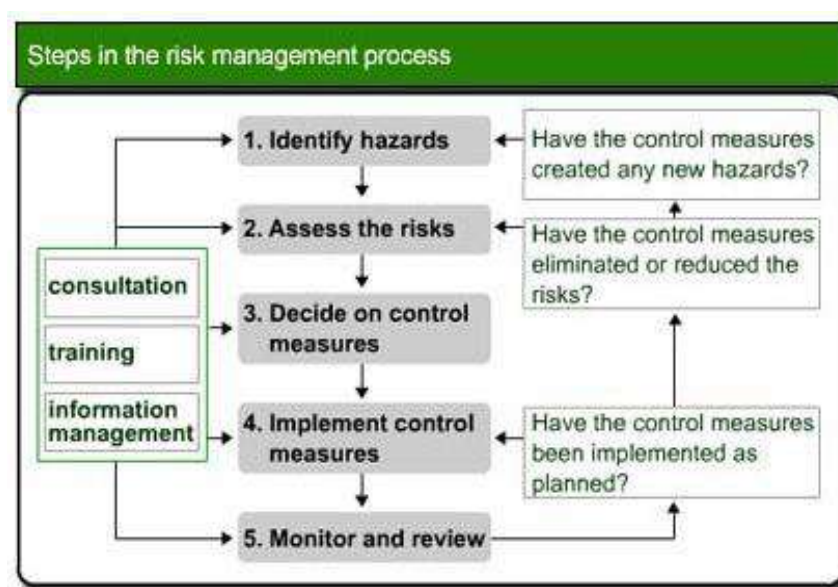 Steps in the risk management process
1. Identify hazards
2. Assess the risks
3. Decide on control
measures
4. Implement control
measures
5. Monitor and review
consultation
training
information
management
Have the control measures
created any new hazards?
Have the control measures
eliminated or reduced the
risks?
Have the control measures
been implemented as
planned?